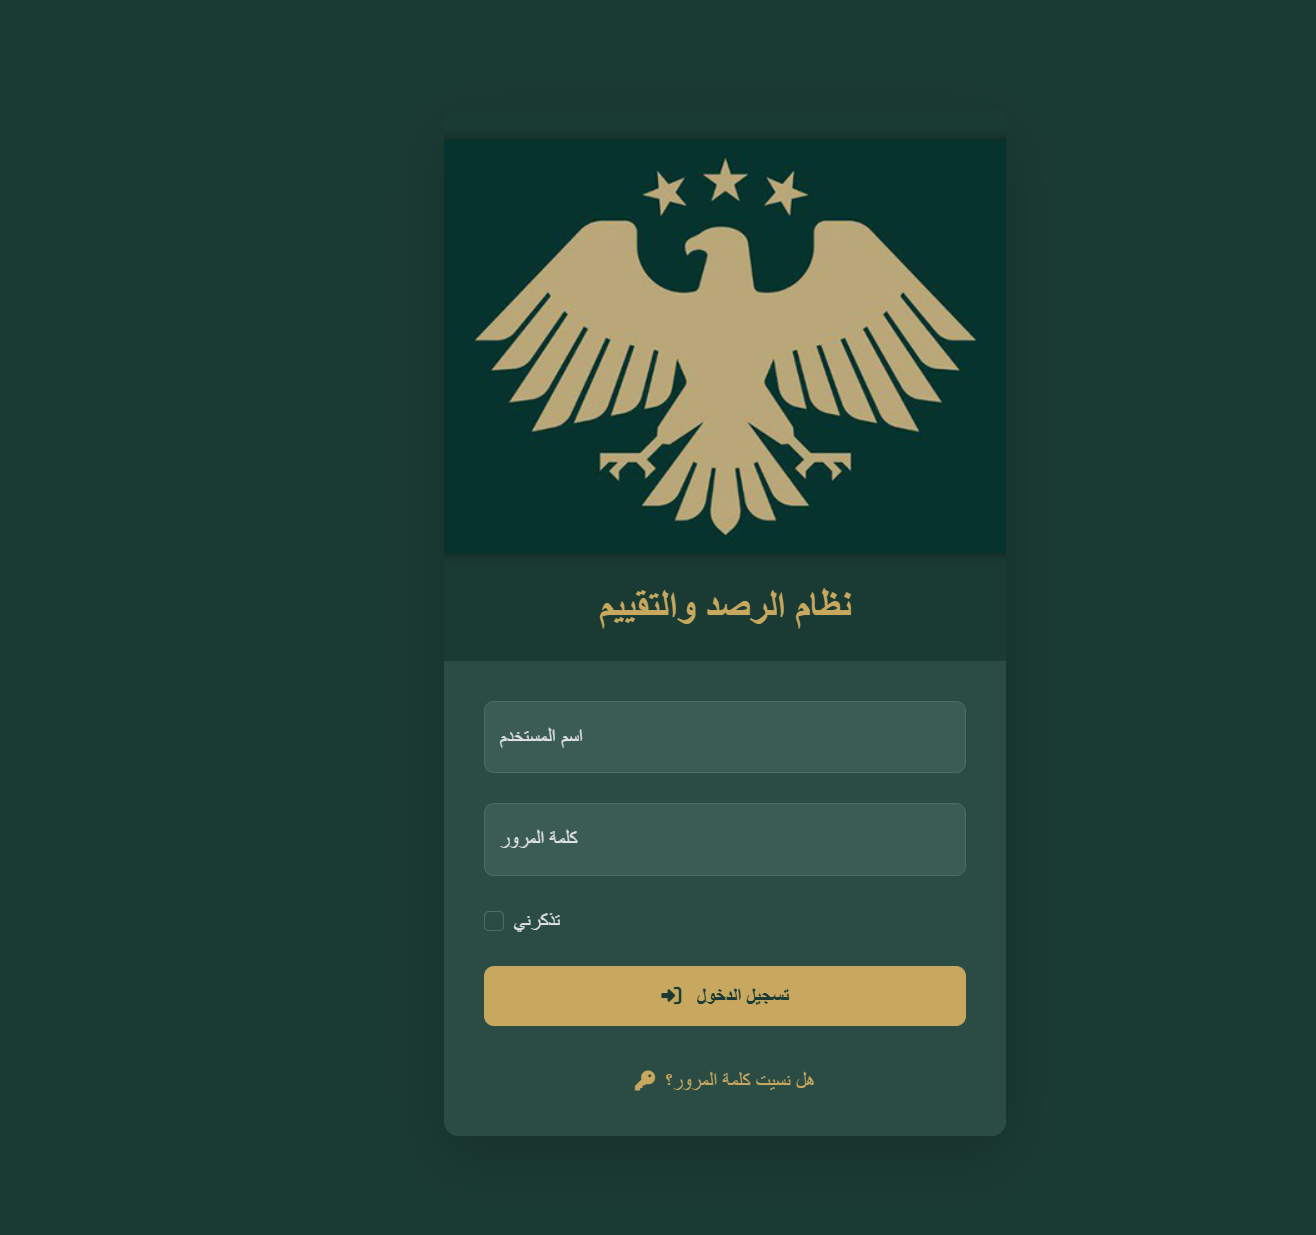 نظام الرصد والتقييم
اسم المستخدم
كلمة المرور
تذكرني
تسجيل الدخول
هل نسيت كلمة المرور؟